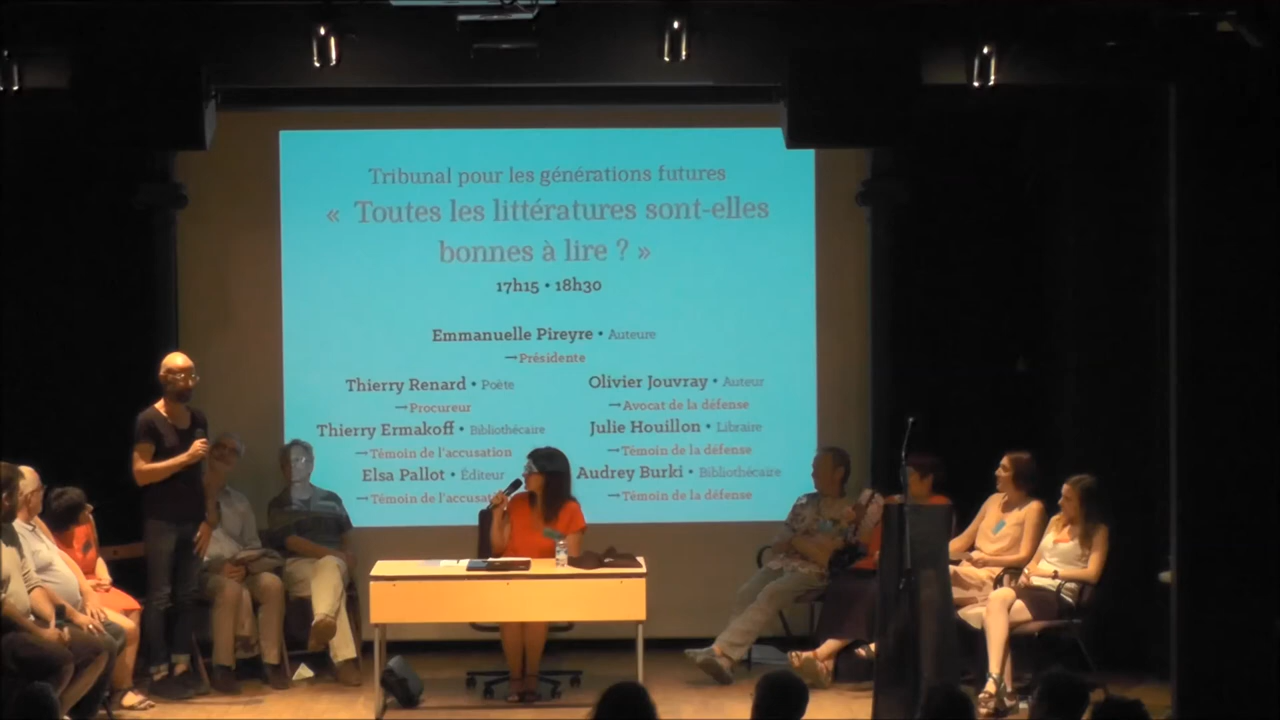 Tribunal pour les générations futures
« Toutes les littératures sont-elles
bonnes à lire ? »
17h15 • 18h30
Emmanuelle Pireyre • Auteure
→Présidente
Thierry Renard • Poète
→Procureur
Thierry Ermakoff • Bibliothécaire
→Témoin de l'accusation
Elsa Pallot • Éditeur
→Témoin de l'accusat
Olivier Jouvray • Auteur
→Avocat de la défense
Julie Houillon • Libraire
→Témoin de la défense
Audrey Burki • Bibliothécaire
→Témoin de la défense